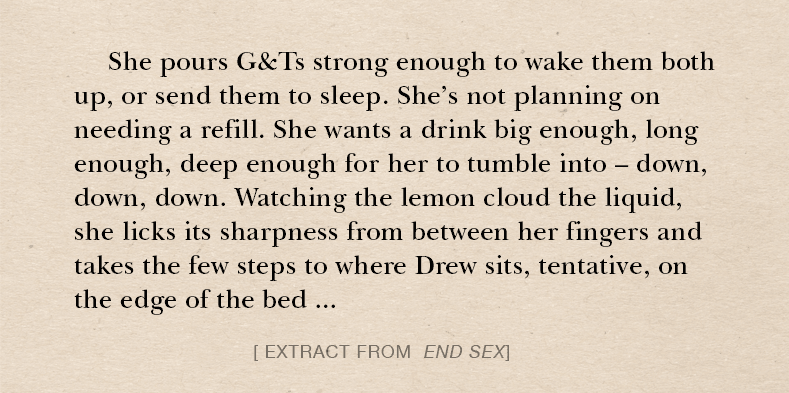 She pours G&Ts strong enough to wake them both
up, or send them to sleep. She’s not planning on
needing a refill. She wants a drink big enough, long
enough, deep enough for her to tumble into – down,
down, down. Watching the lemon cloud the liquid,
she licks its sharpness from between her fingers and
takes the few steps to where Drew sits, tentative, on
the edge of the bed ...
[ EXTRACT FROM END SEX]